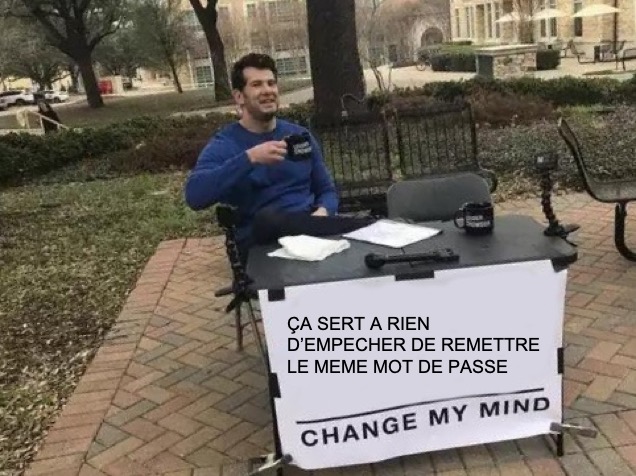 ÇA SERT A RIEN
D'EMPECHER DE REMETTRE
LE MEME MOT DE PASSE
CHANGE MY MIND